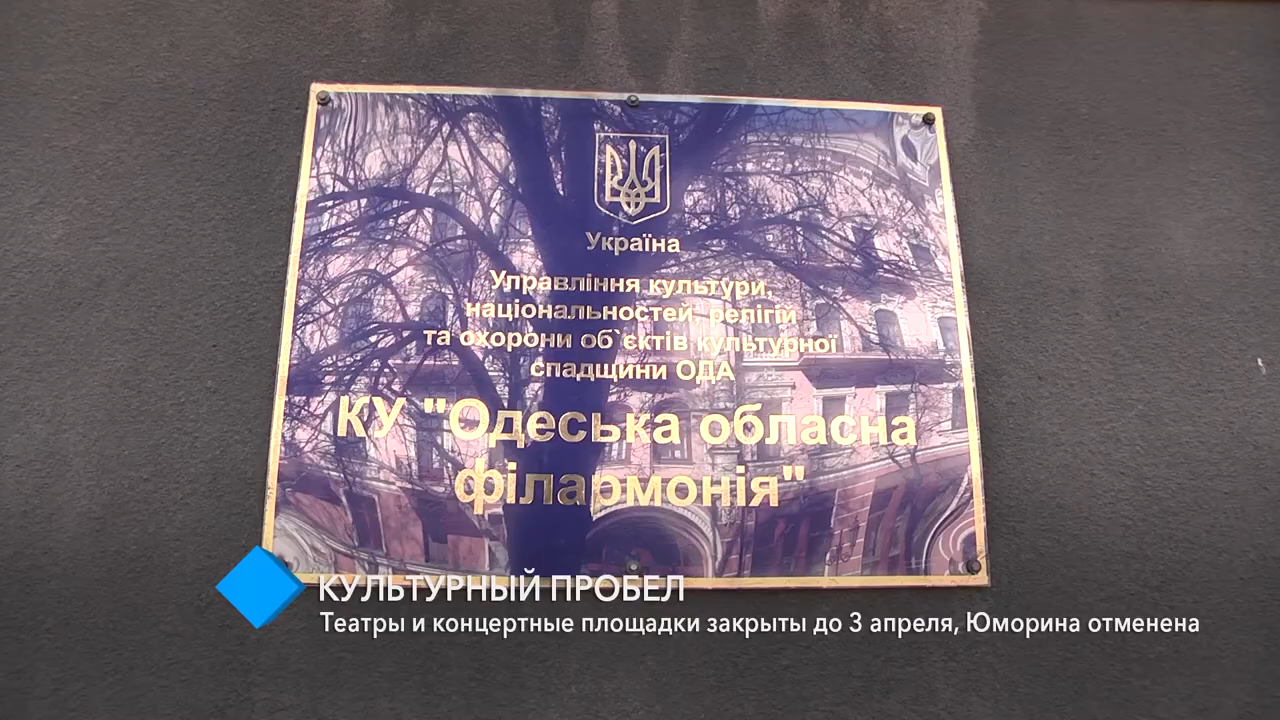 Україна
Управління культури,
національностей, релігій
та охорони об`єктів культурної
спадщини ОДА
КУ "Одеська обласна
філармонія"
КУЛЬТУРНЫЙ ПРОБЕЛ
Театры и концертные площадки закрыты до 3 апреля, Юморина отменена